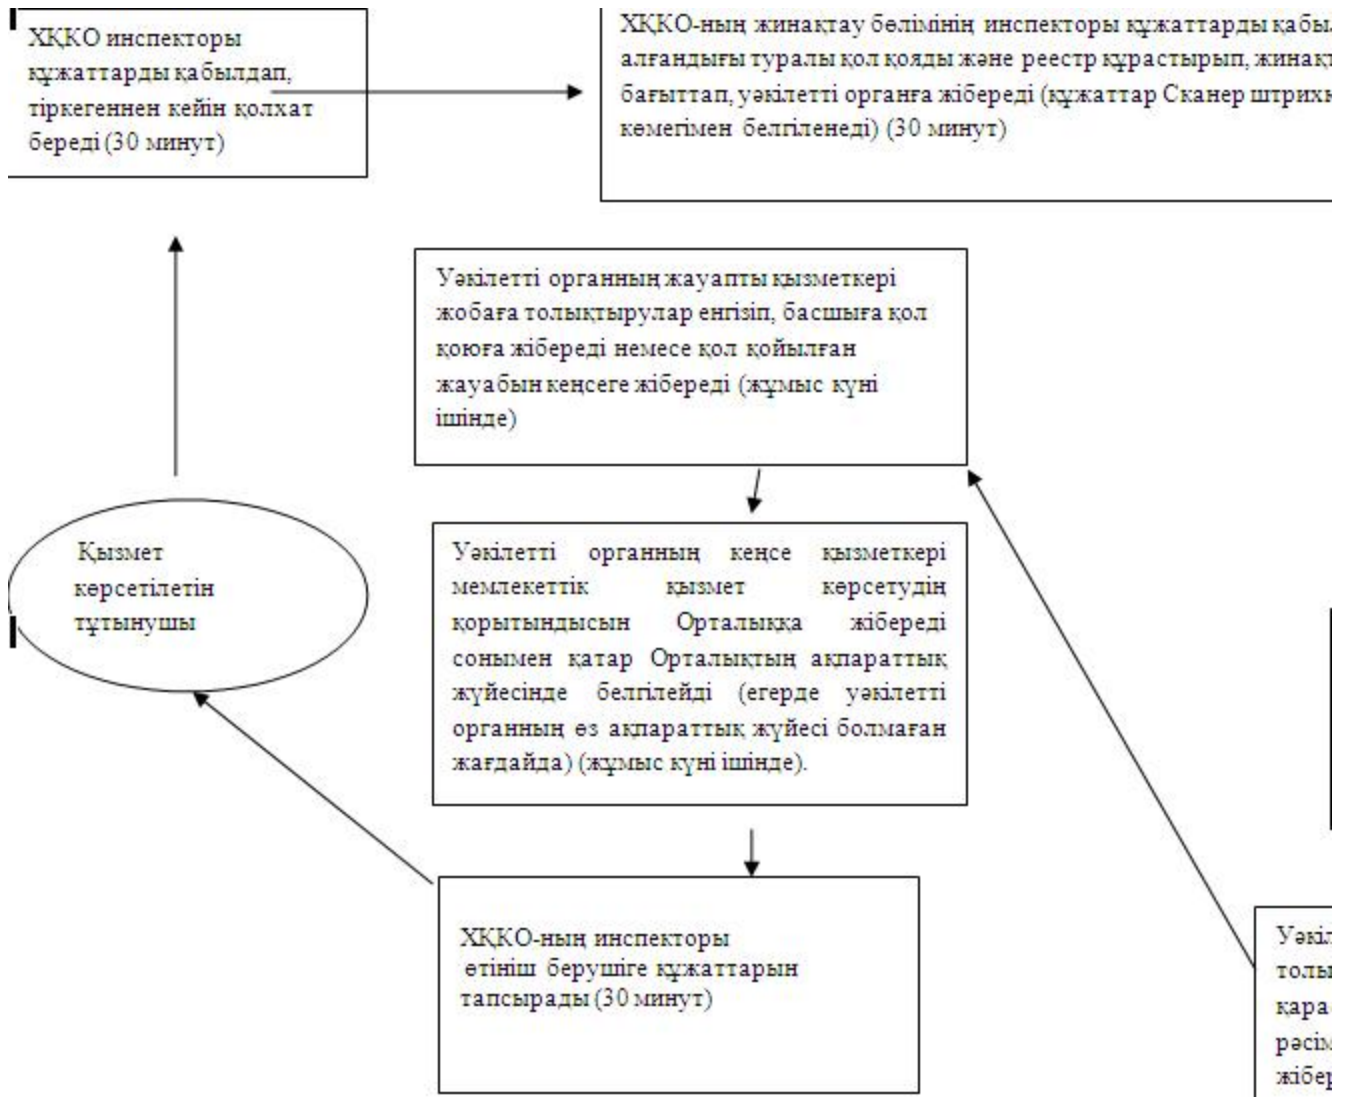 ХҚКО инспекторы
құжаттарды қабылдап,
тіркегеннен кейін қолхат
береді (30 минут)
ХҚКО-ның жинақтау бөлімінің инспекторы құжаттарды
алғандығы туралы қол қояды және реестр құрастырып,
бағыттап, уәкілетті органға жібереді (құжаттар Сканер
көмегімен белгіленеді) (30 минут)
Уәкілетті органның жауапты қызметкері
жобаға толықтырулар енгізіп, басшыға қол
қоюға жібереді немесе қол қойылған
жауабын кеңсеге жібереді (жұмыс күні
ішінде)
Қызмет
көрсетілетін
тұтынушы
Уәкілетті органның кеңсе қызметкері
мемлекеттік қызмет көрсетудің
қорытындысын Орталыққа жібереді
сонымен қатар Орталықтың ақпараттық
жүйесінде белгілейді (егерде уәкілетті
органның өз ақпараттық жүйесі болмаған
жағдайда) (жұмыс күні ішінде).
ХҚКО-ның инспекторы
өтініш берушіге құжаттарын
тапсырады (30 минут)